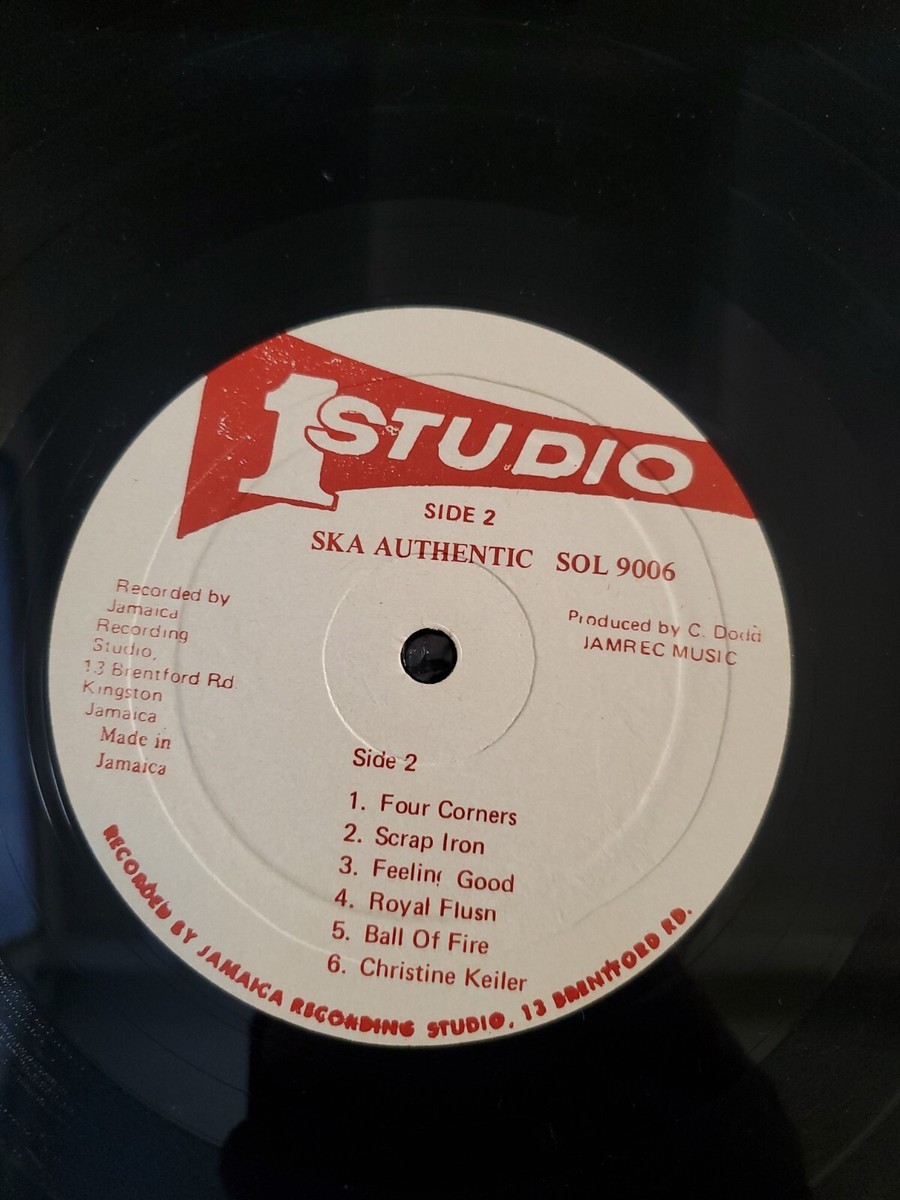 1 STUDIO
SIDE 2
SKA AUTHENTIC SOL 9006
Recorded by
Jamaica
Recording
Studio,
13 Brentford Rd.
Kingston
Jamaica
Made in
Jamaica
Produced by C. Dodd
JAMREC MUSIC
Side 2
1. Four Corners
2. Scrap Iron
3. Feeling Good
4. Royal Flusn
5. Ball Of Fire
6. Christine Keiler
RECORDED BY JAMAICA RECORDING STUDIO, 13 BRENTFORD RD.